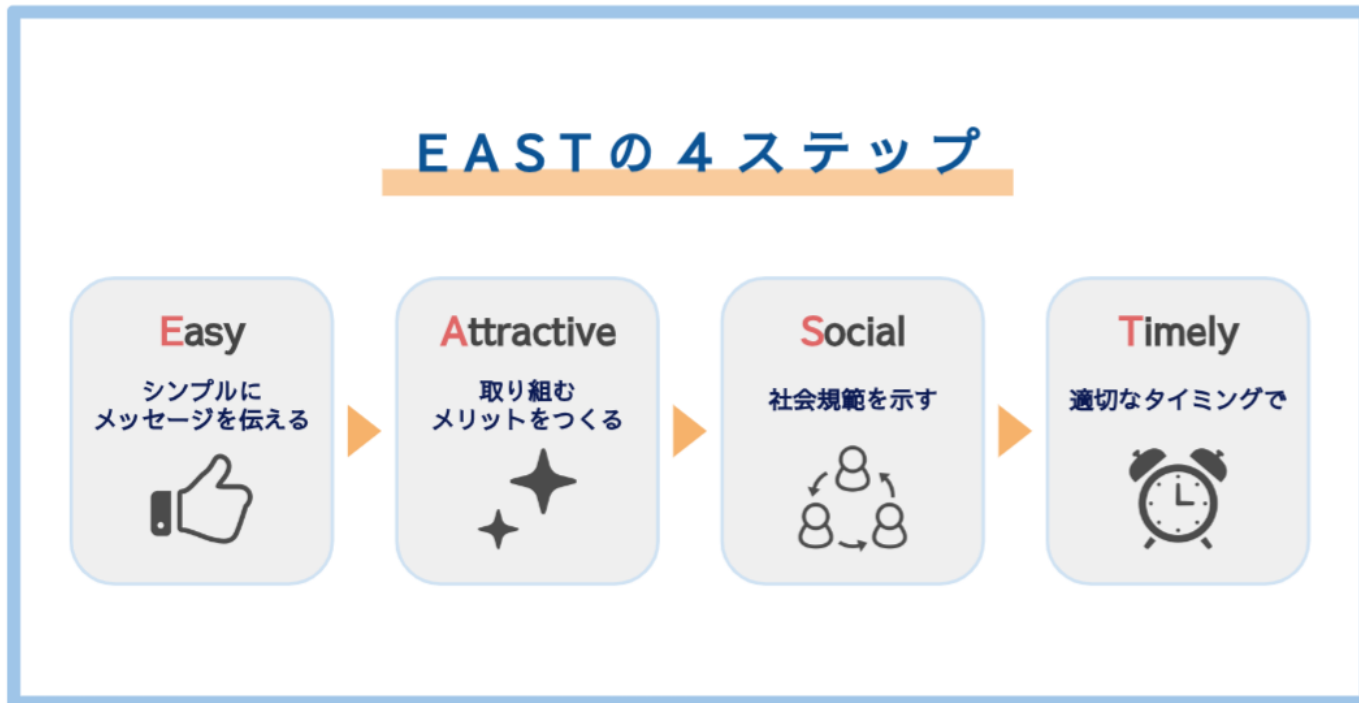 EASTの4ステップ
Easy
シンプルに
メッセージを伝える
Attractive
取り組む
メリットをつくる
Social
社会規範を示す
Timely
適切なタイミングで